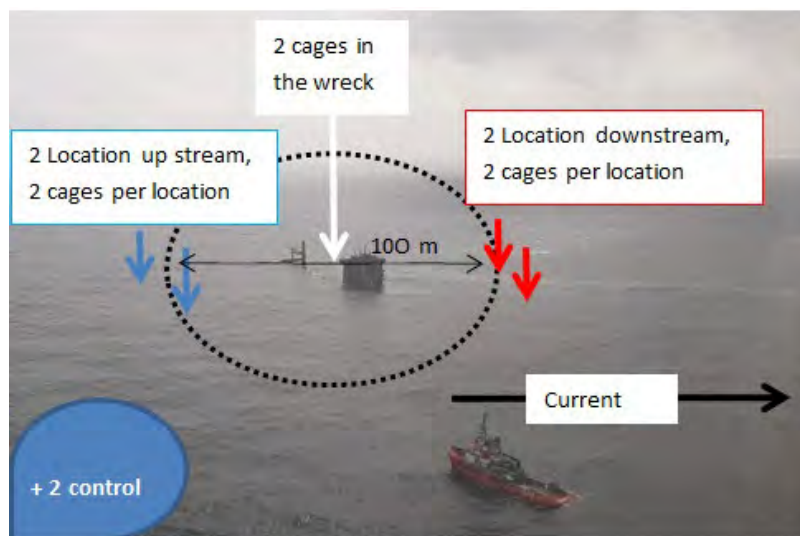 2 cages in
the wreck
2 Location up stream,
2 cages per location
2 Location downstream,
2 cages per location
100 m
Current
+ 2 control